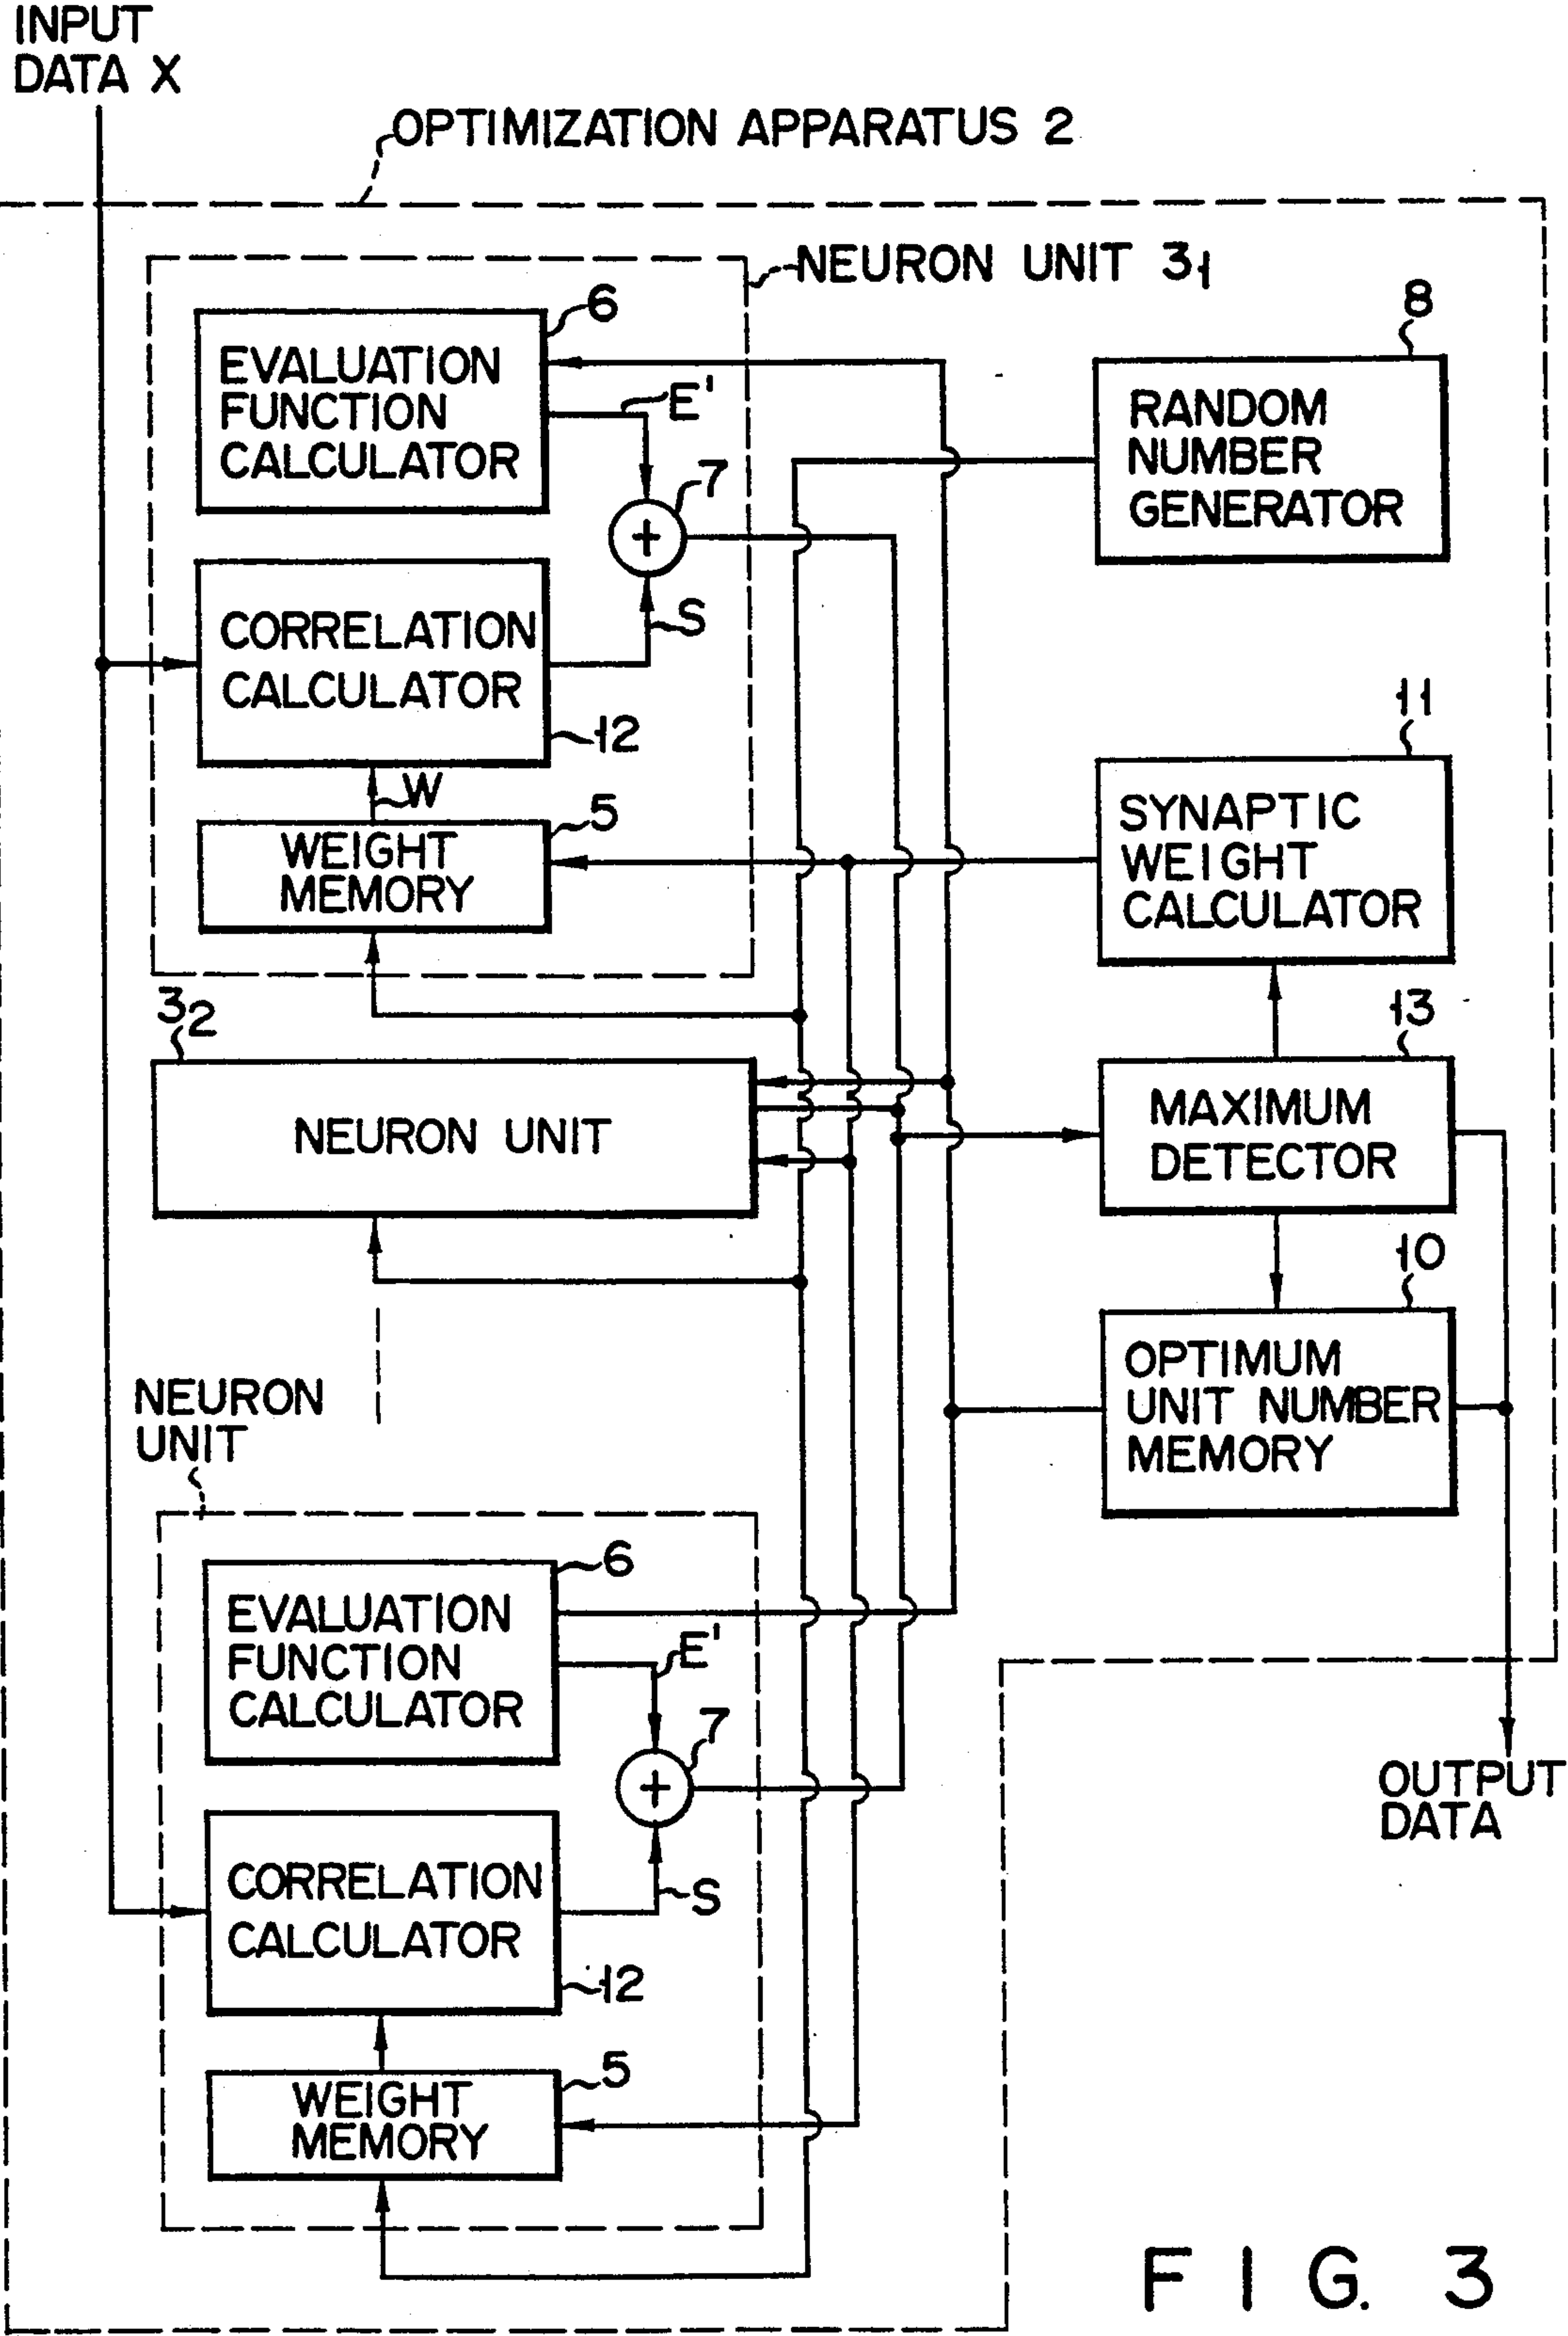 INPUT
DATA X
OPTIMIZATION APPARATUS 2
NEURON UNIT 3₁
6
EVALUATION
FUNCTION
CALCULATOR
E'
7
+
S
CORRELATION
CALCULATOR
12
W
5
WEIGHT
MEMORY
8
RANDOM
NUMBER
GENERATOR
11
SYNAPTIC
WEIGHT
CALCULATOR
3₂
NEURON UNIT
13
MAXIMUM
DETECTOR
10
OPTIMUM
UNIT NUMBER
MEMORY
NEURON
UNIT
6
EVALUATION
FUNCTION
CALCULATOR
E'
7
+
S
CORRELATION
CALCULATOR
12
5
WEIGHT
MEMORY
OUTPUT
DATA
FIG. 3